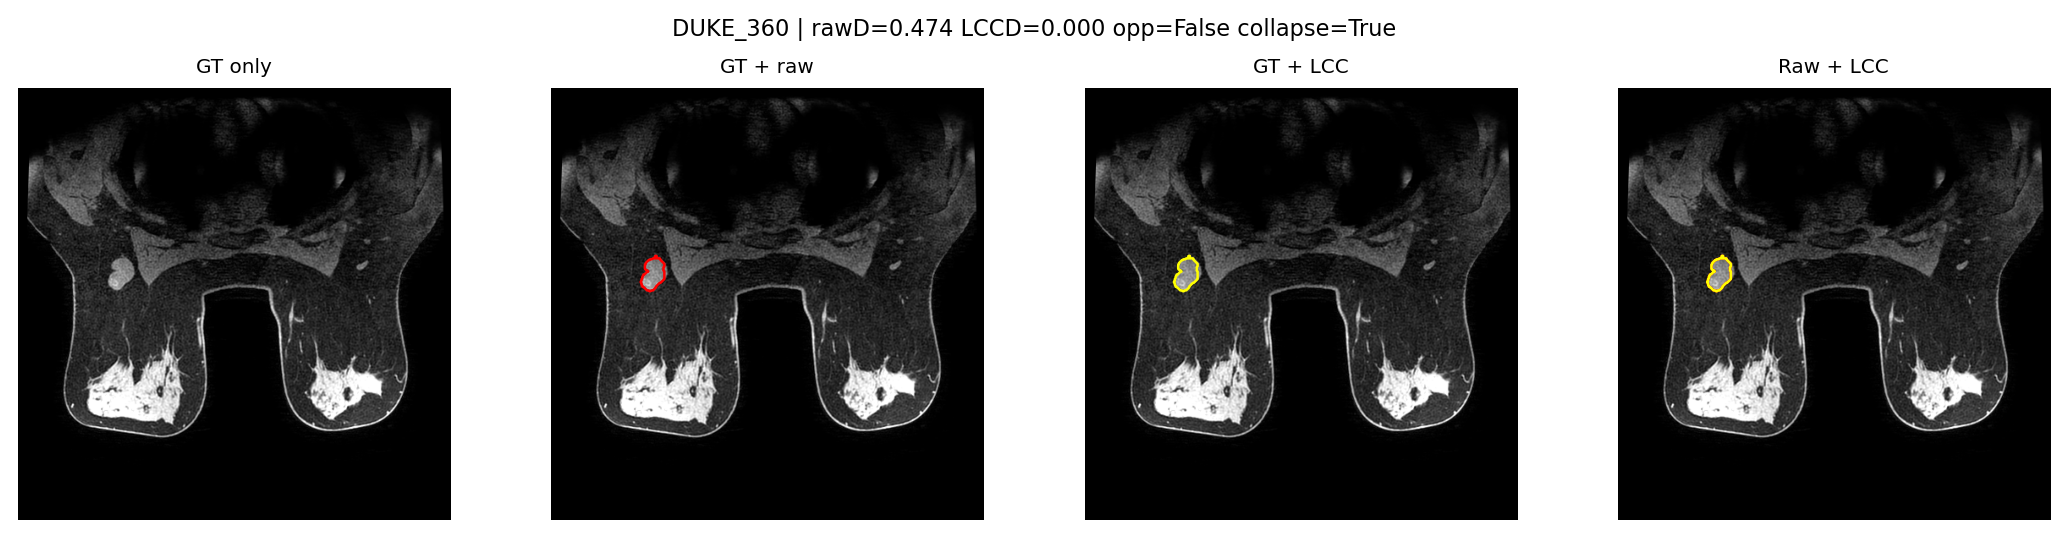 DUKE_360 | rawD=0.474 LCCD=0.000 opp=False collapse=True
GT only
GT + raw
GT + LCC
Raw + LCC